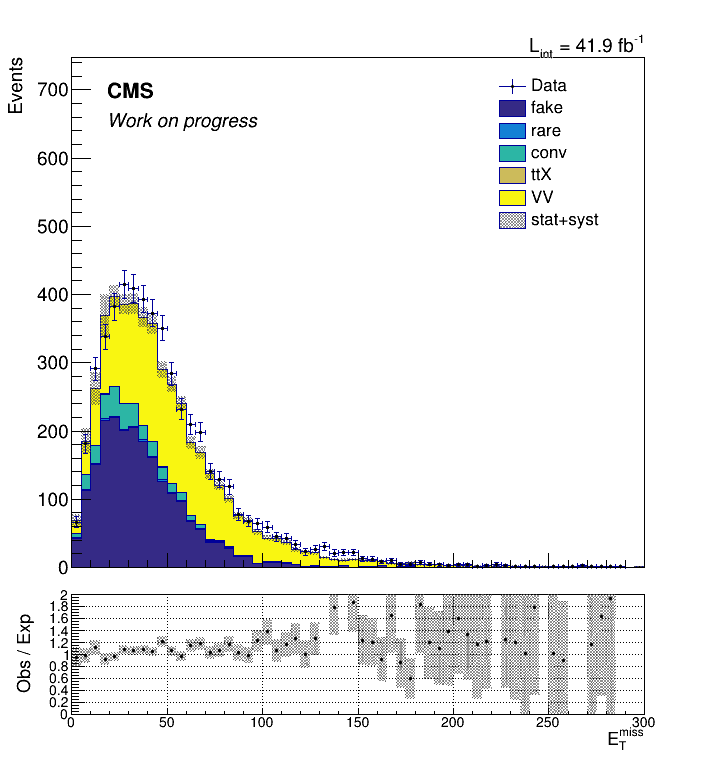 L_int = 41.9 fb^-1
Events
700
600
500
400
300
200
100
0
CMS
Work on progress
Data
fake
rare
conv
ttX
VV
stat+syst
Obs / Exp
2
1.8
1.6
1.4
1.2
1
0.8
0.6
0.4
0.2
0
0 50 100 150 200 250 300
E_T^miss